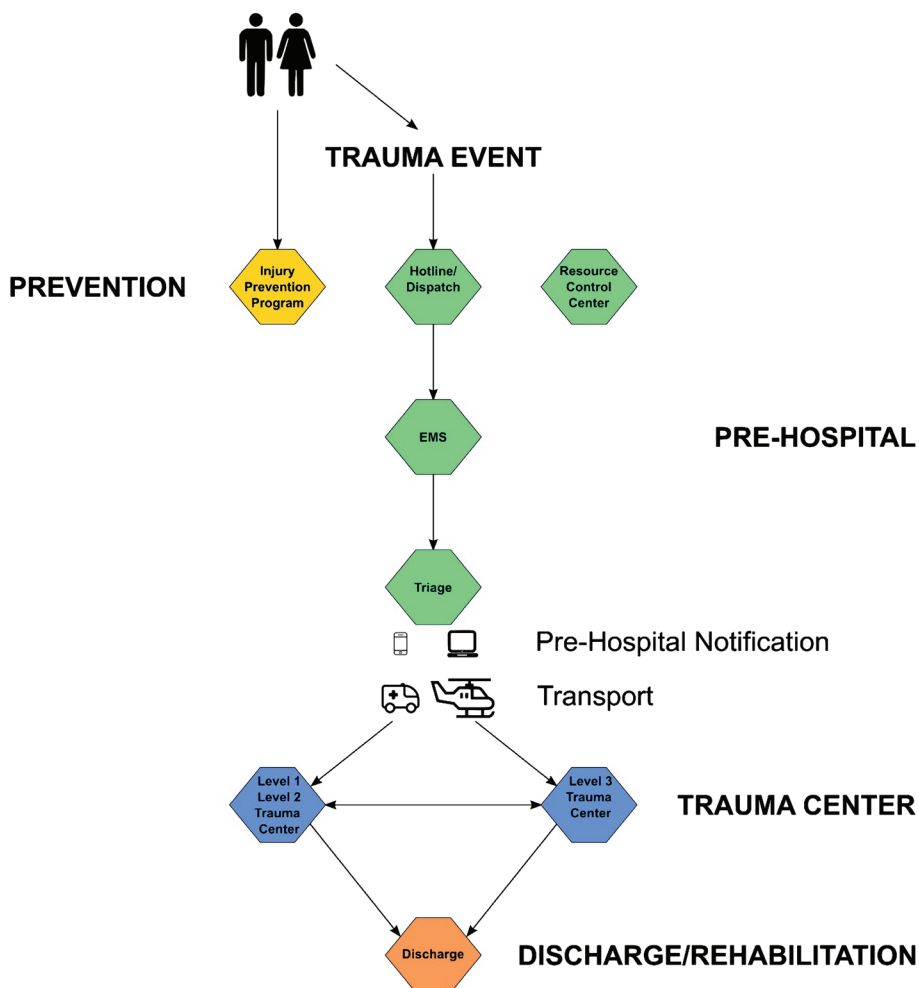 TRAUMA EVENT
PREVENTION
Injury
Prevention
Program
Hotline/
Dispatch
Resource
Control
Center
EMS
PRE-HOSPITAL
Triage
Pre-Hospital Notification
Transport
Level 1
Level 2
Trauma
Center
Level 3
Trauma
Center
TRAUMA CENTER
Discharge
DISCHARGE/REHABILITATION